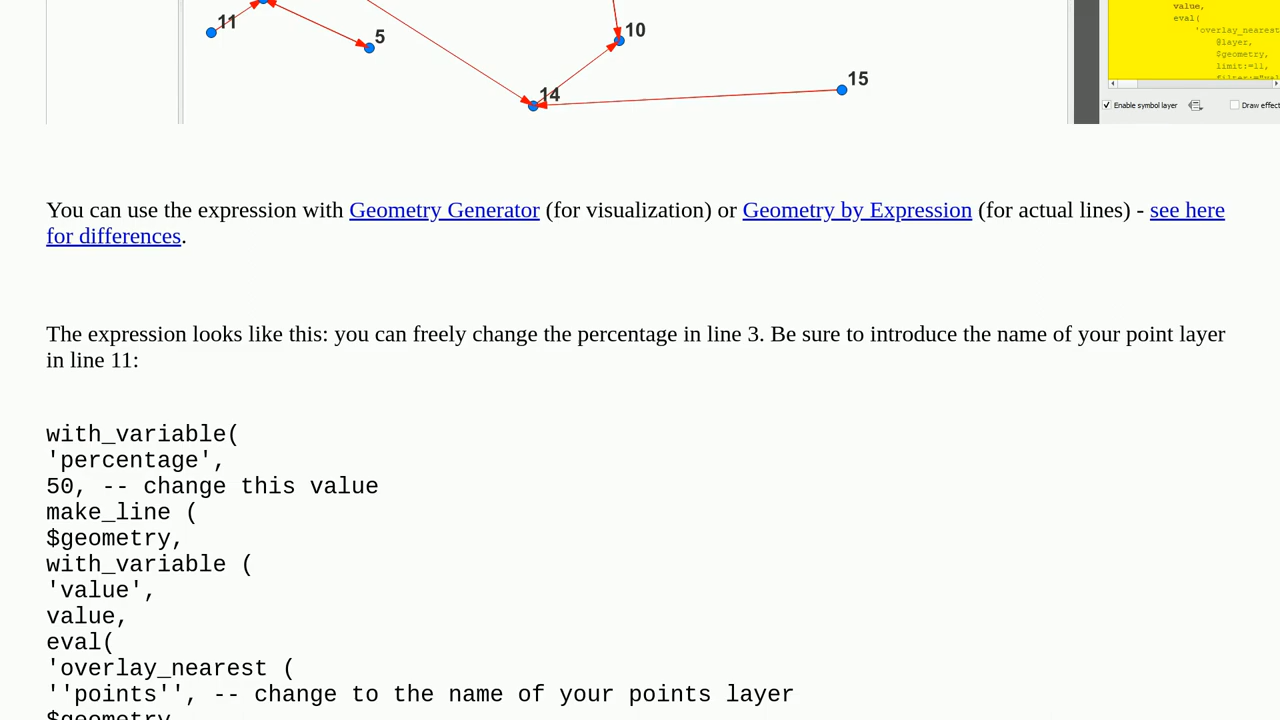 value,
eval(
'overlay_nearest
@layer,
$geometry,
limit:=11,
11
5
10
14
15
Enable symbol layer
Draw effect
You can use the expression with Geometry Generator (for visualization) or Geometry by Expression (for actual lines) - see here
for differences.
The expression looks like this: you can freely change the percentage in line 3. Be sure to introduce the name of your point layer
in line 11:
with_variable(
'percentage',
50, -- change this value
make_line (
$geometry,
with_variable (
'value',
value,
eval(
'overlay_nearest (
''points'', -- change to the name of your points layer
$geometry